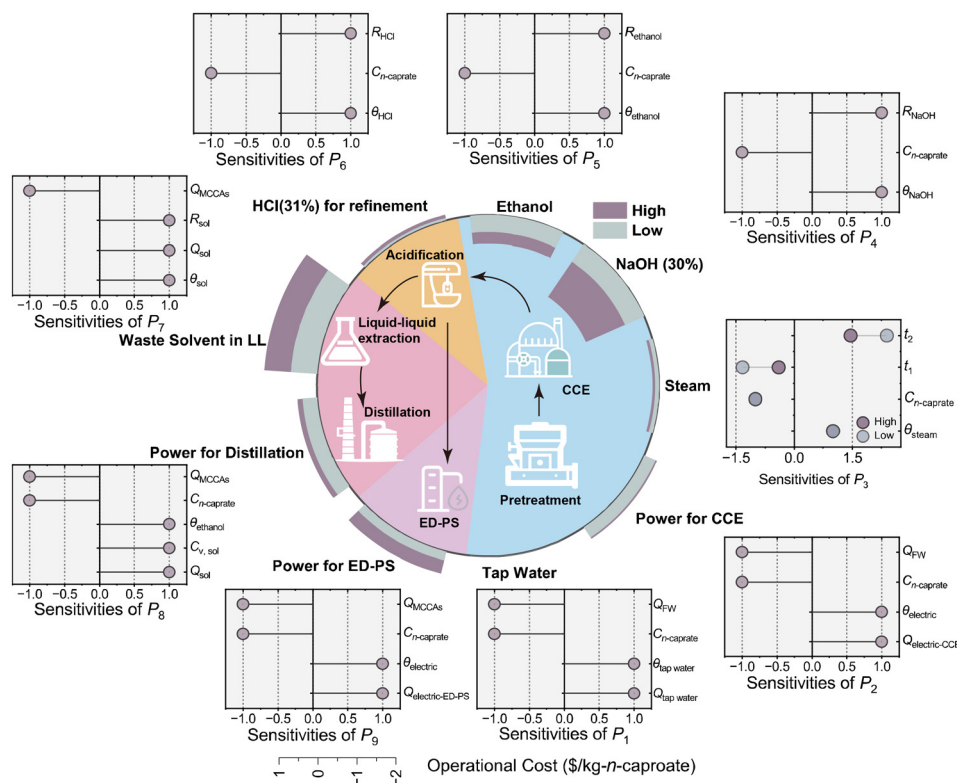 R_HCl
C_n-caprate
θ_HCl
−1.0 −0.5 0.0 0.5 1.0
Sensitivities of P_6
R_ethanol
C_n-caprate
θ_ethanol
−1.0 −0.5 0.0 0.5 1.0
Sensitivities of P_5
R_NaOH
C_n-caprate
θ_NaOH
−1.0 −0.5 0.0 0.5 1.0
Sensitivities of P_4
Q_MCCAs
R_sol
Q_sol
θ_sol
−1.0 −0.5 0.0 0.5 1.0
Sensitivities of P_7
HCl(31%) for refinement
Ethanol
High
Low
NaOH (30%)
Acidification
Liquid-liquid
extraction
Waste Solvent in LL
CCE
Steam
Distillation
Pretreatment
ED-PS
t_2
t_1
C_n-caprate
θ_steam
High
Low
−1.5 0.0 1.5
Sensitivities of P_3
Power for Distillation
Q_MCCAs
C_n-caprate
θ_ethanol
C_v, sol
Q_sol
−1.0 −0.5 0.0 0.5 1.0
Sensitivities of P_8
Power for CCE
Power for ED-PS
Tap Water
Q_FW
C_n-caprate
θ_electric
Q_electric-CCE
−1.0 −0.5 0.0 0.5 1.0
Sensitivities of P_2
Q_MCCAs
C_n-caprate
θ_electric
Q_electric-ED-PS
−1.0 −0.5 0.0 0.5 1.0
Sensitivities of P_9
Q_FW
C_n-caprate
θ_tap water
Q_tap water
−1.0 −0.5 0.0 0.5 1.0
Sensitivities of P_1
1 0 -1 -2
Operational Cost ($/kg-n-caproate)